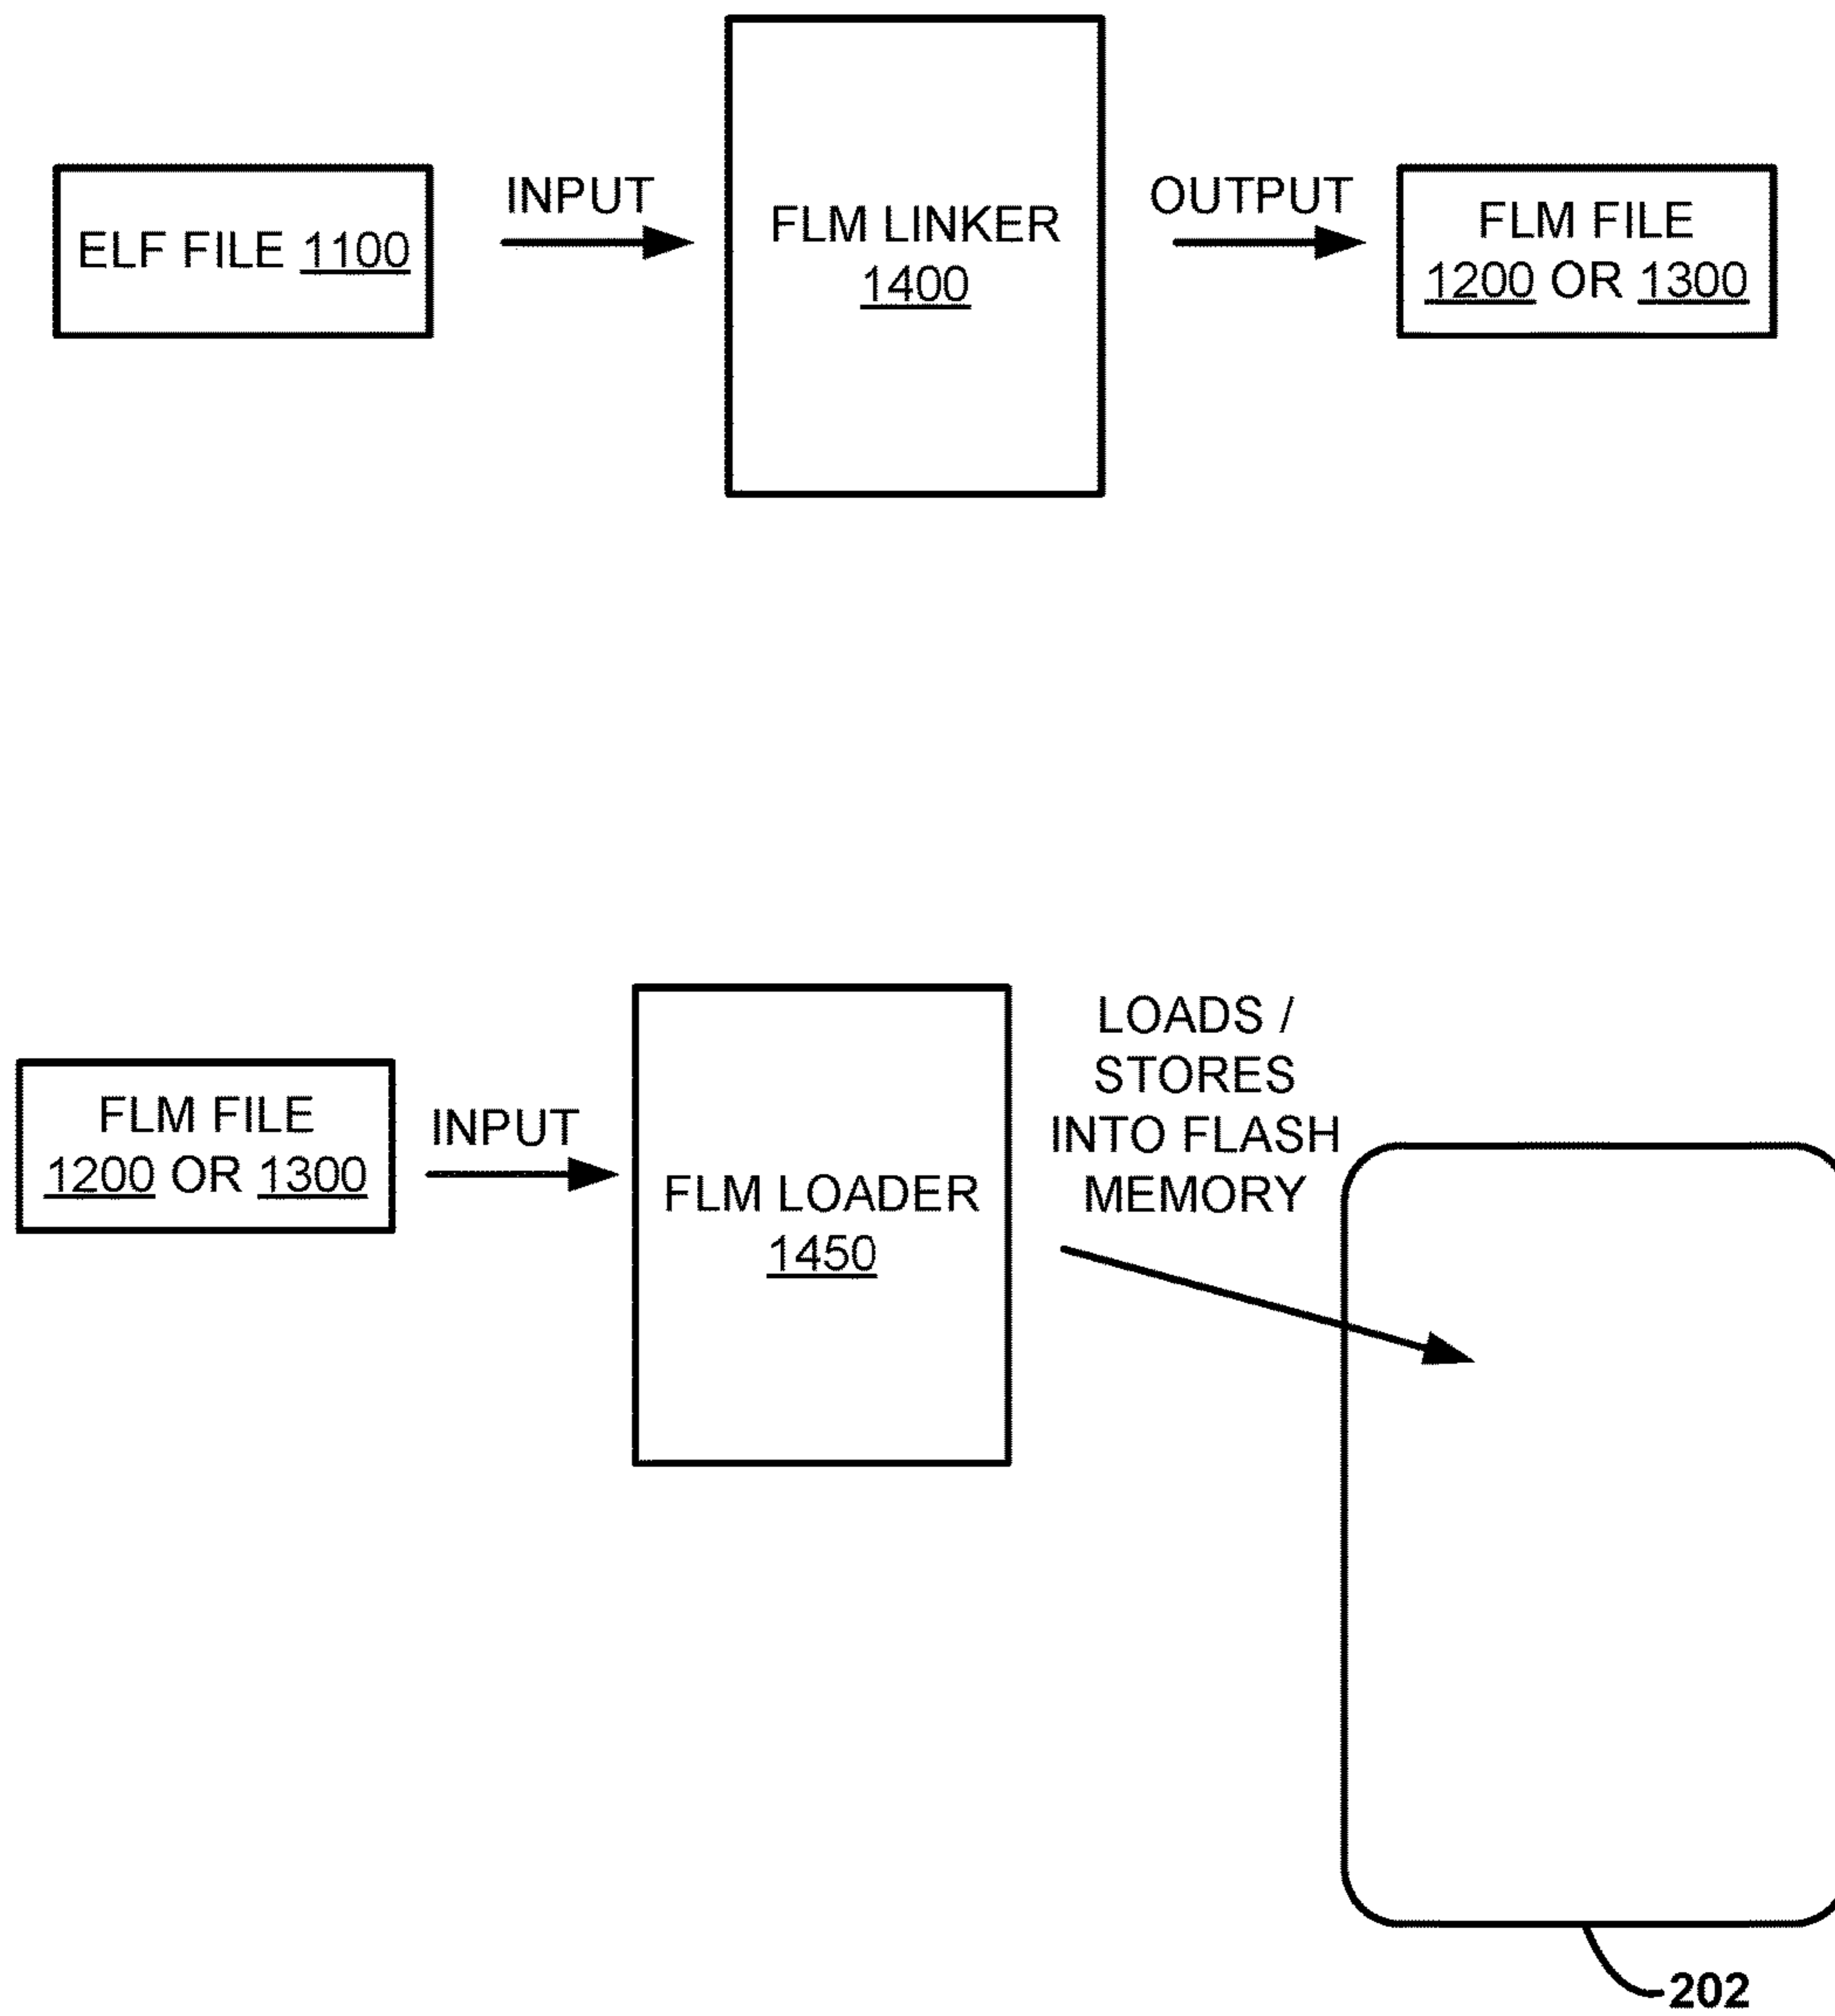 ELF FILE 1100
INPUT
FLM LINKER
1400
OUTPUT
FLM FILE
1200 OR 1300
FLM FILE
1200 OR 1300
INPUT
FLM LOADER
1450
LOADS /
STORES
INTO FLASH
MEMORY
202